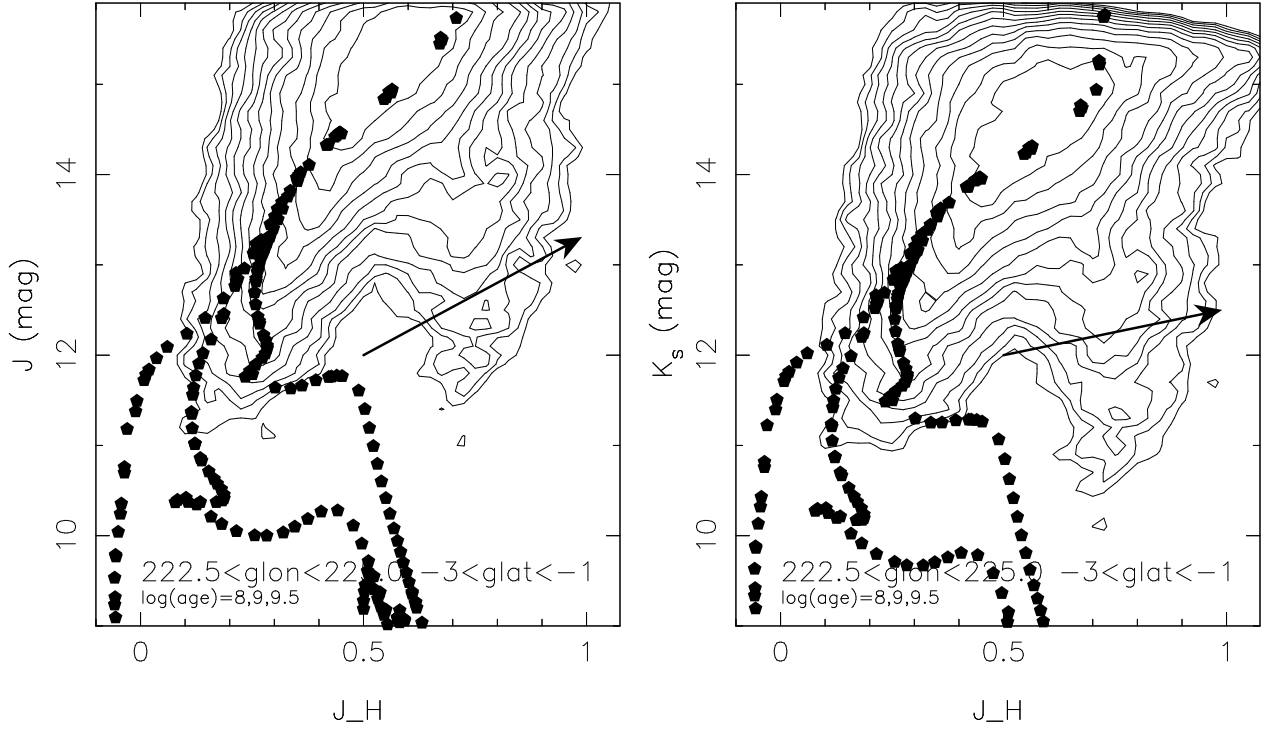 J (mag)
14
12
10
222.5<glon<225.0 -3<glat<-1
log(age)=8,9,9.5
0 0.5 1
J_H
K_s (mag)
14
12
10
222.5<glon<225.0 -3<glat<-1
log(age)=8,9,9.5
0 0.5 1
J_H